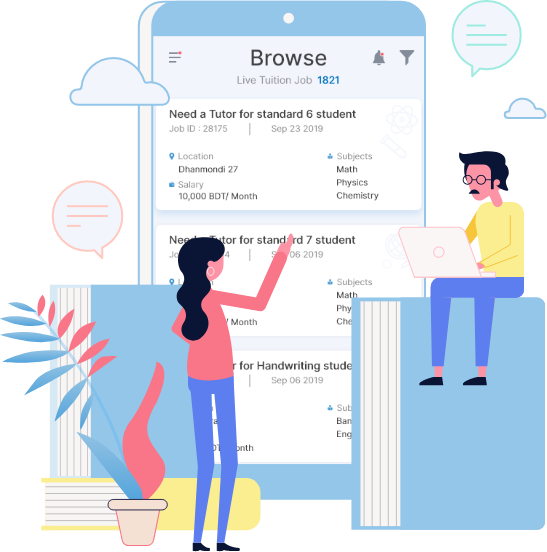 Browse
Live Tuition Job 1821
Need a Tutor for standard 6 student
Job ID : 28175 | Sep 23 2019
Location
Dhanmondi 27
Salary
10,000 BDT/ Month
Subjects
Math
Physics
Chemistry
Tutor for standard 7 student
Sep 06 2019
/ Month
Subjects
Math
for Handwriting
Sep 06 2019